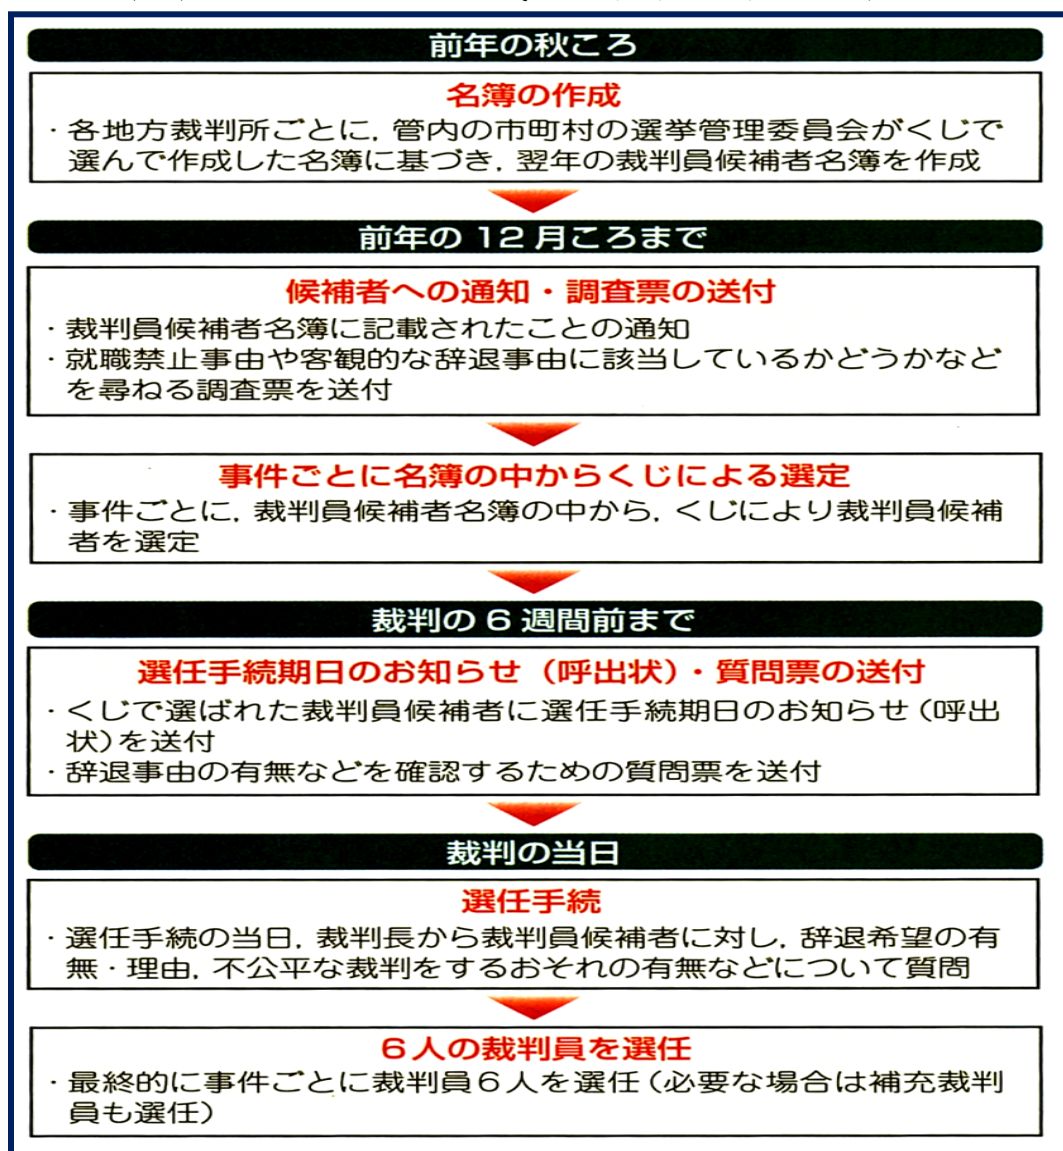 前年の秋ころ
名簿の作成
・各地方裁判所ごとに，管内の市町村の選挙管理委員会がくじで
選んで作成した名簿に基づき，翌年の裁判員候補者名簿を作成
前年の 12 月ころまで
候補者への通知・調査票の送付
・裁判員候補者名簿に記載されたことの通知
・就職禁止事由や客観的な辞退事由に該当しているかどうかなど
を尋ねる調査票を送付
事件ごとに名簿の中からくじによる選定
・事件ごとに，裁判員候補者名簿の中から，くじにより裁判員候補
者を選定
裁判の 6 週間前まで
選任手続期日のお知らせ（呼出状）・質問票の送付
・くじで選ばれた裁判員候補者に選任手続期日のお知らせ（呼出
状）を送付
・辞退事由の有無などを確認するための質問票を送付
裁判の当日
選任手続
・選任手続の当日，裁判長から裁判員候補者に対し，辞退希望の有
無・理由，不公平な裁判をするおそれの有無などについて質問
6人の裁判員を選任
・最終的に事件ごとに裁判員６人を選任（必要な場合は補充裁判
員も選任）